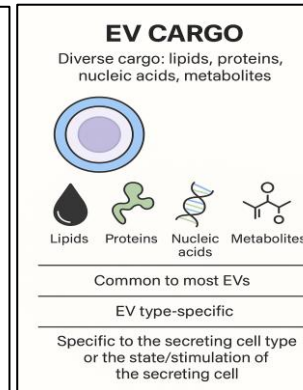 EV CARGO
Diverse cargo: lipids, proteins,
nucleic acids, metabolites
Lipids Proteins Nucleic Metabolites
acids
Common to most EVs
EV type-specific
Specific to the secreting cell type
or the state/stimulation of
the secreting cell